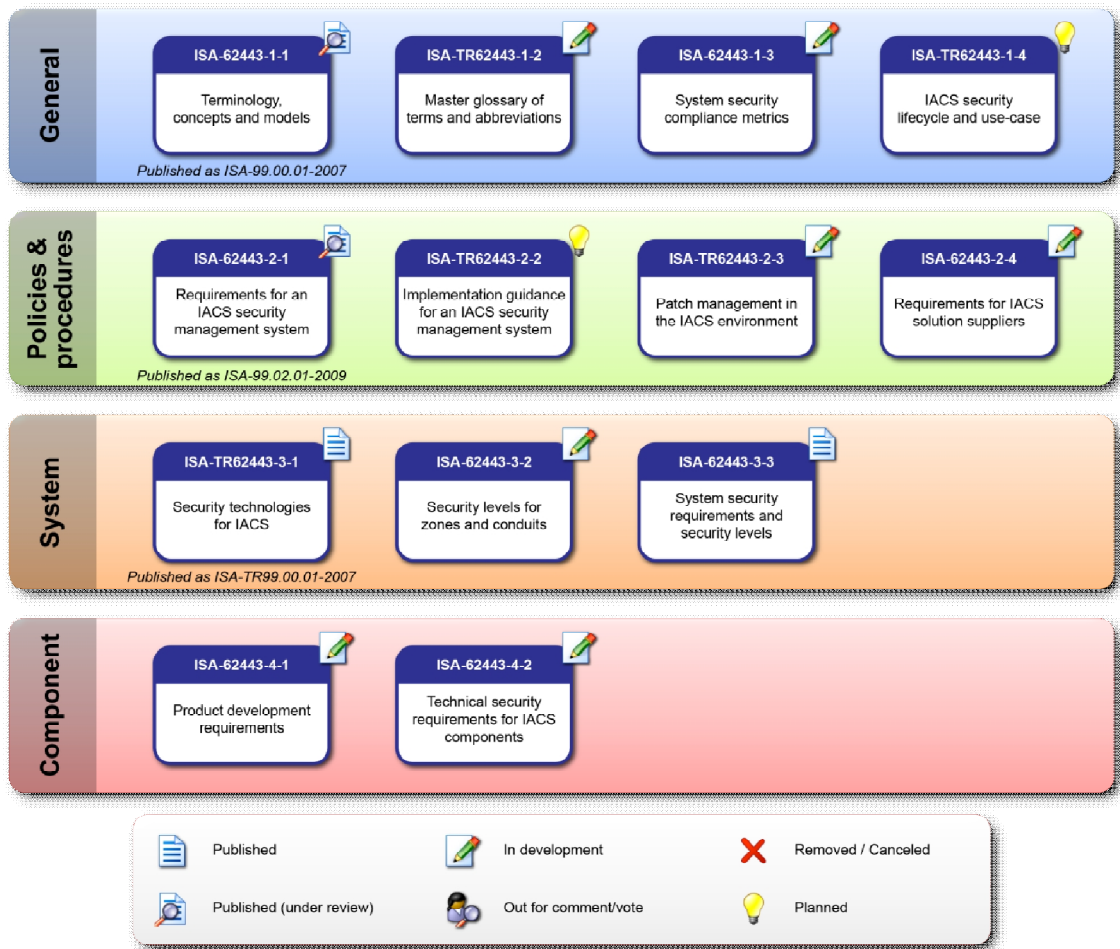 General
ISA-62443-1-1
Terminology,
concepts and models
Published as ISA-99.00.01-2007
ISA-TR62443-1-2
Master glossary of
terms and abbreviations
ISA-62443-1-3
System security
compliance metrics
ISA-TR62443-1-4
IACS security
lifecycle and use-case
Policies &
procedures
ISA-62443-2-1
Requirements for an
IACS security
management system
Published as ISA-99.02.01-2009
ISA-TR62443-2-2
Implementation guidance
for an IACS security
management system
ISA-TR62443-2-3
Patch management in
the IACS environment
ISA-62443-2-4
Requirements for IACS
solution suppliers
System
ISA-TR62443-3-1
Security technologies
for IACS
Published as ISA-TR99.00.01-2007
ISA-62443-3-2
Security levels for
zones and conduits
ISA-62443-3-3
System security
requirements and
security levels
Component
ISA-62443-4-1
Product development
requirements
ISA-62443-4-2
Technical security
requirements for IACS
components
Published
In development
Removed / Canceled
Published (under review)
Out for comment/vote
Planned